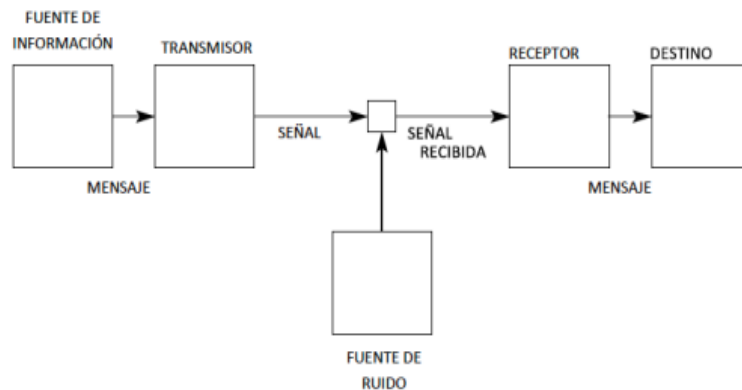 FUENTE DE
INFORMACIÓN
TRANSMISOR
RECEPTOR
DESTINO
SEÑAL
SEÑAL
RECIBIDA
MENSAJE
MENSAJE
FUENTE DE
RUIDO